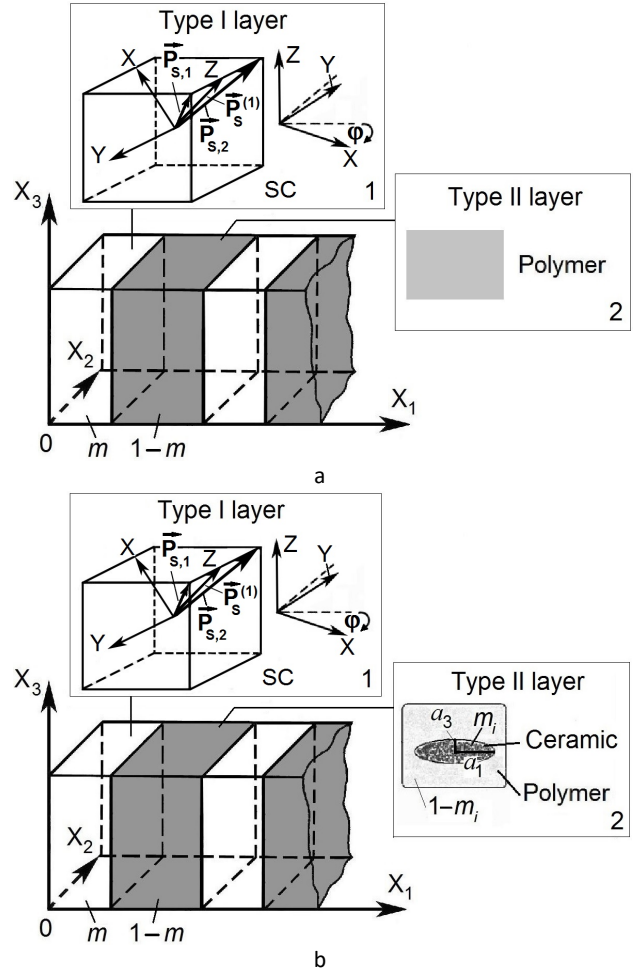 Type I layer
X P⃗S,1 Z P⃗S(1) P⃗S,2 Y
Z Y φ X
SC 1
Type II layer
Polymer
2
X3
X2
X1
0 m 1−m
a
Type I layer
X P⃗S,1 Z P⃗S(1) P⃗S,2 Y
Z Y φ X
SC 1
Type II layer
a3 mi Ceramic
a1
Polymer
1−mi
2
X3
X2
X1
0 m 1−m
b